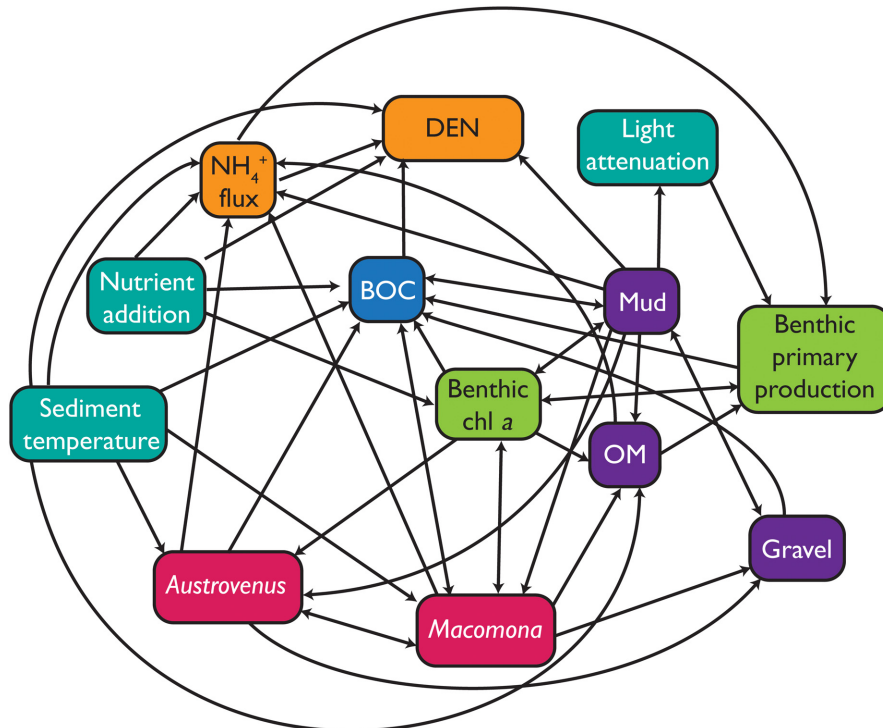 DEN
Light
attenuation
NH₄⁺
flux
Nutrient
addition
BOC
Mud
Benthic
primary
production
Benthic
chl a
Sediment
temperature
OM
Gravel
Austrovenus
Macomona